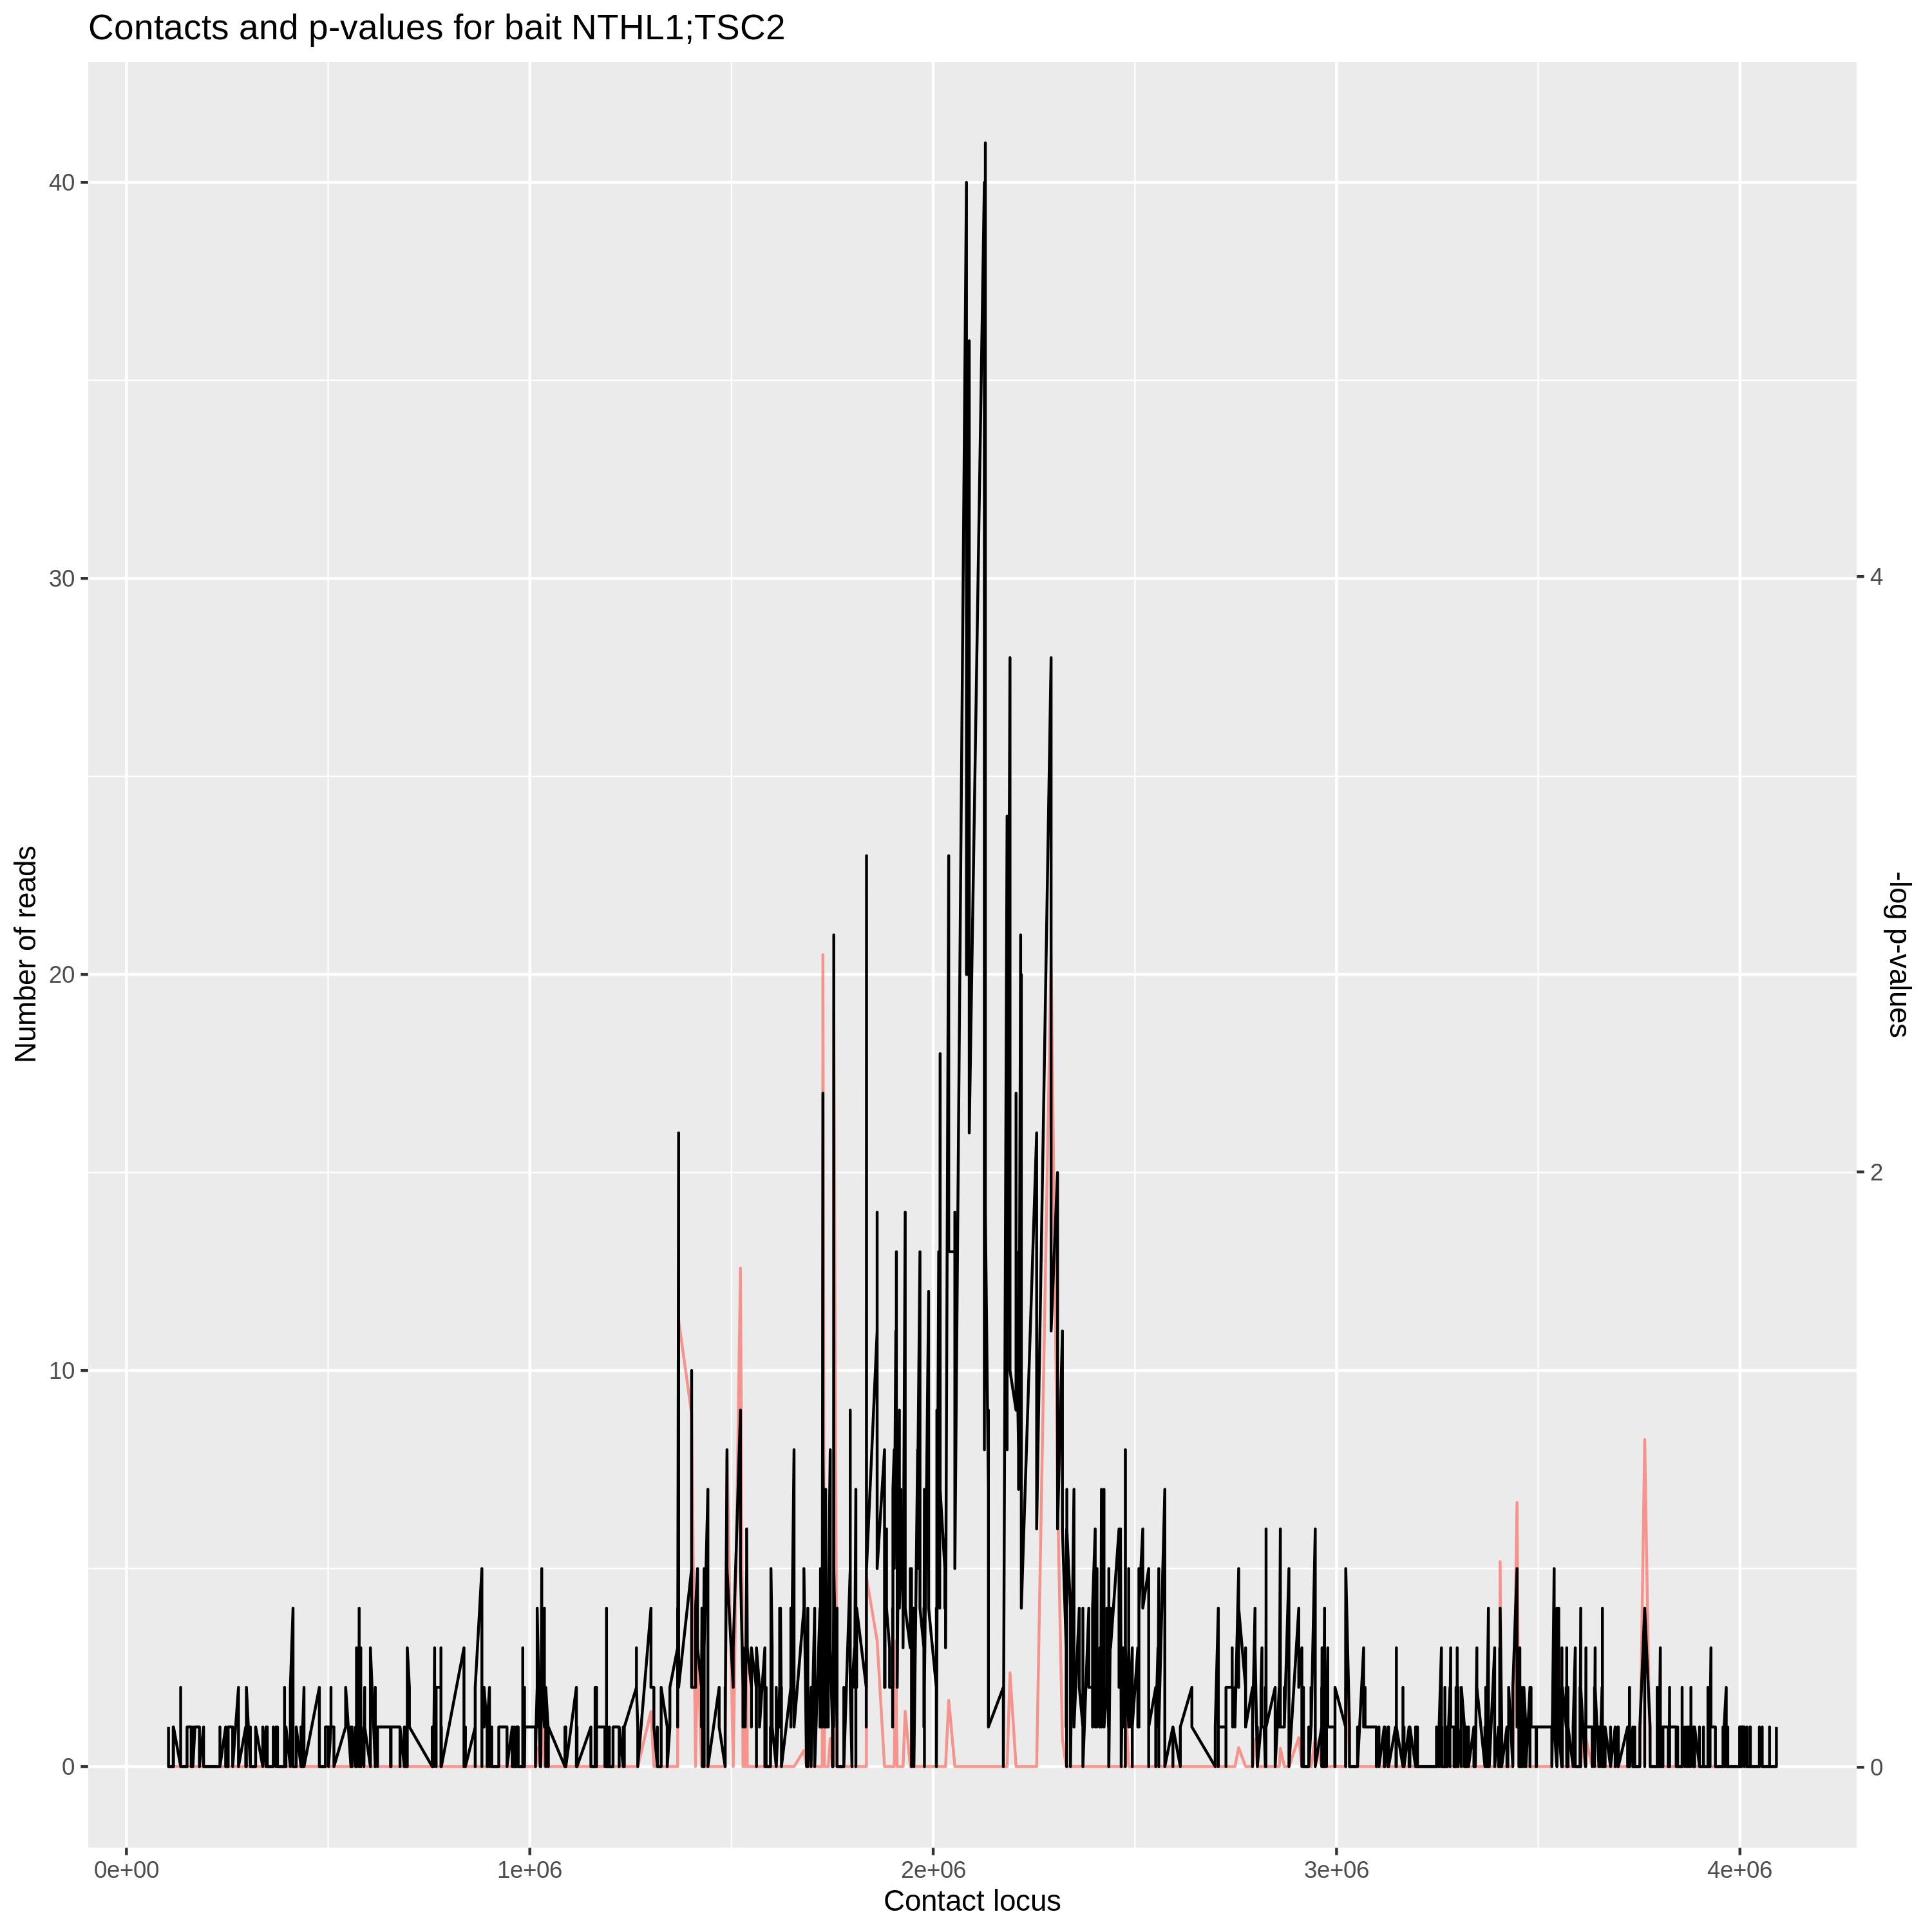 Contacts and p-values for bait NTHL1;TSC2
Number of reads
40
30
20
10
0
-log p-values
4
2
0
0e+00 1e+06 2e+06 3e+06 4e+06
Contact locus